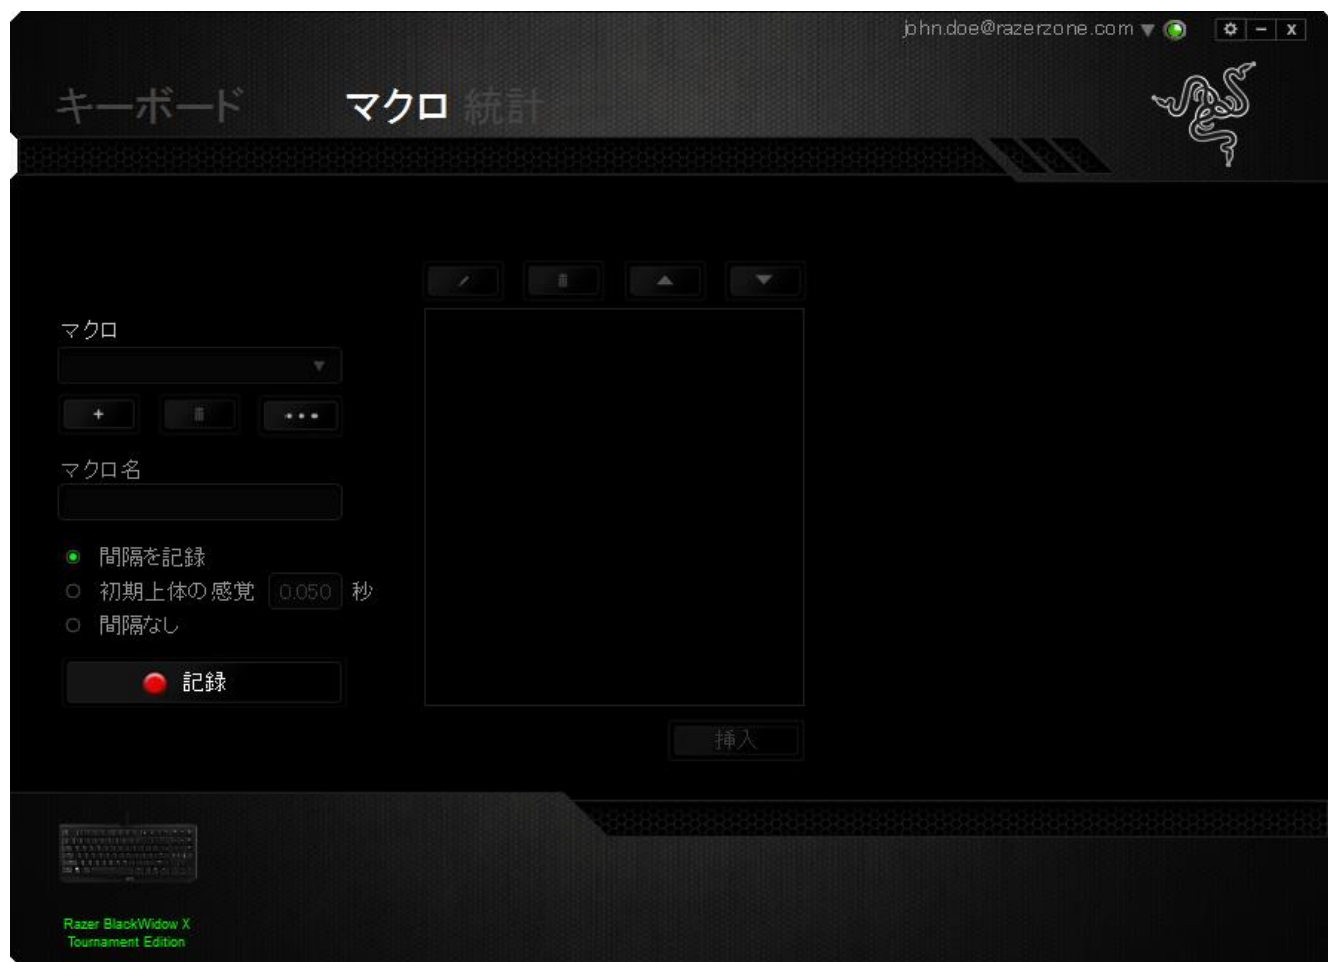 john.doe@razerzone.com
キーボード マクロ 統計
マクロ
マクロ名
間隔を記録
初期上体の感覚 0.050 秒
間隔なし
記録
挿入
Razer BlackWidow X
Tournament Edition